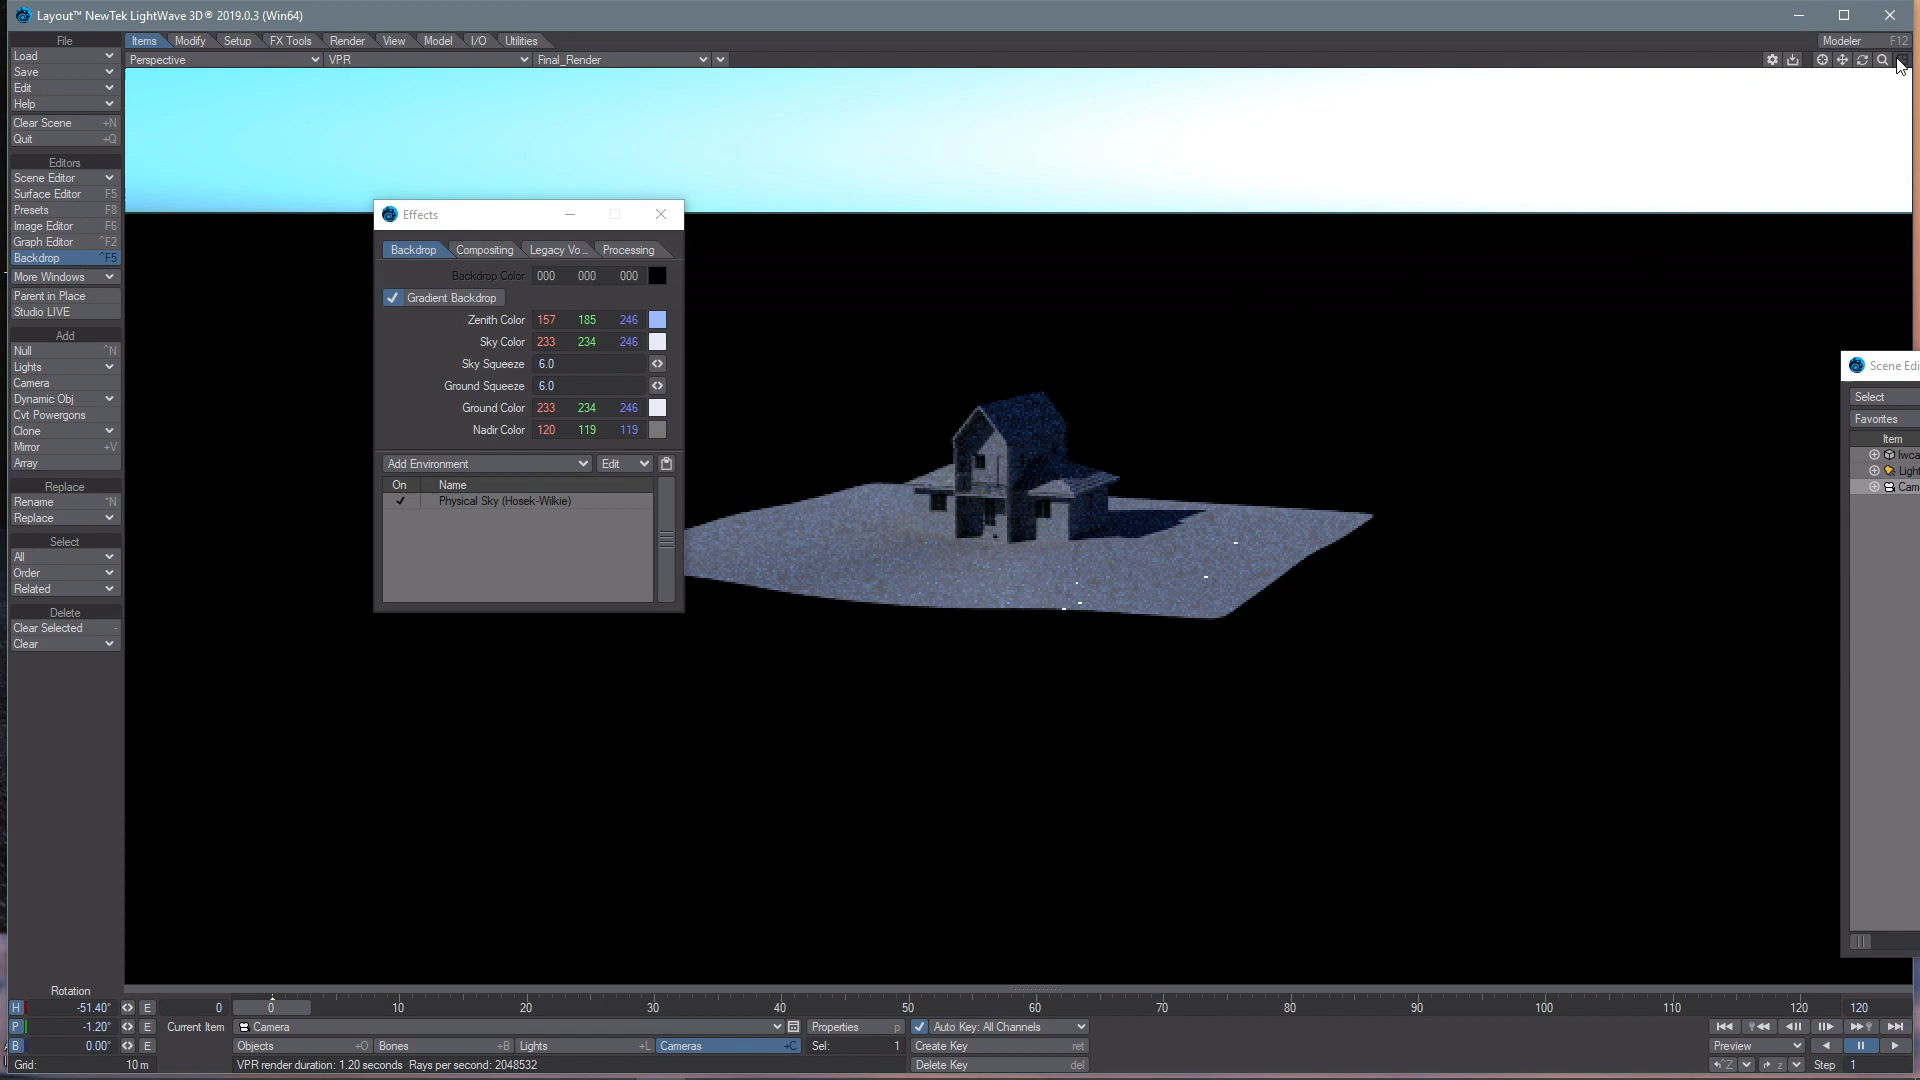 Layout™ NewTek LightWave 3D® 2019.0.3 (Win64)
File
Items Modify Setup FX Tools Render View Model I/O Utilities
Modeler F12
Load
Perspective VPR Final_Render
Save
Edit
Help
Clear Scene +N
Quit +Q
Editors
Scene Editor
Surface Editor F5
Presets F8
Image Editor F6
Graph Editor ^F2
Backdrop ^F5
More Windows
Parent in Place
Studio LIVE
Add
Null ^N
Lights
Camera
Dynamic Obj
Cvt Powergons
Clone
Mirror +V
Array
Replace
Rename ^N
Replace
Select
All
Order
Related
Delete
Clear Selected -
Clear
Effects
Backdrop Compositing Legacy Vo... Processing
Backdrop Color 000 000 000
Gradient Backdrop
Zenith Color 157 185 246
Sky Color 233 234 246
Sky Squeeze 6.0
Ground Squeeze 6.0
Ground Color 233 234 246
Nadir Color 120 119 119
Add Environment Edit
On Name
Physical Sky (Hosek-Wilkie)
Scene Edi
Select
Favorites
Item
lwca
Light
Cam
Rotation
H -51.40° E 0 0 10 20 30 40 50 60 70 80 90 100 110 120 120
P -1.20° E Current Item Camera Properties p Auto Key: All Channels
B 0.00° E Objects +O Bones +B Lights +L Cameras +C Sel: 1 Create Key ret Preview
Grid: 10 m VPR render duration: 1.20 seconds Rays per second: 2048532 Delete Key del ^Z z Step 1